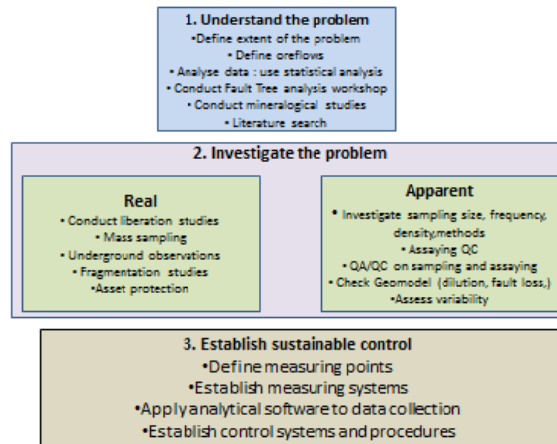 1. Understand the problem
•Define extent of the problem
• Define oreflows
• Analyse data : use statistical analysis
• Conduct Fault Tree analysis workshop
• Conduct mineralogical studies
• Literature search
2. Investigate the problem
Real
• Conduct liberation studies
• Mass sampling
• Underground observations
• Fragmentation studies
•Asset protection
Apparent
• Investigate sampling size, frequency,
density,methods
• Assaying QC
• QA/QC on sampling and assaying
• Check Geomodel (dilution, fault loss,)
• Assess variability
3. Establish sustainable control
•Define measuring points
•Establish measuring systems
•Apply analytical software to data collection
•Establish control systems and procedures